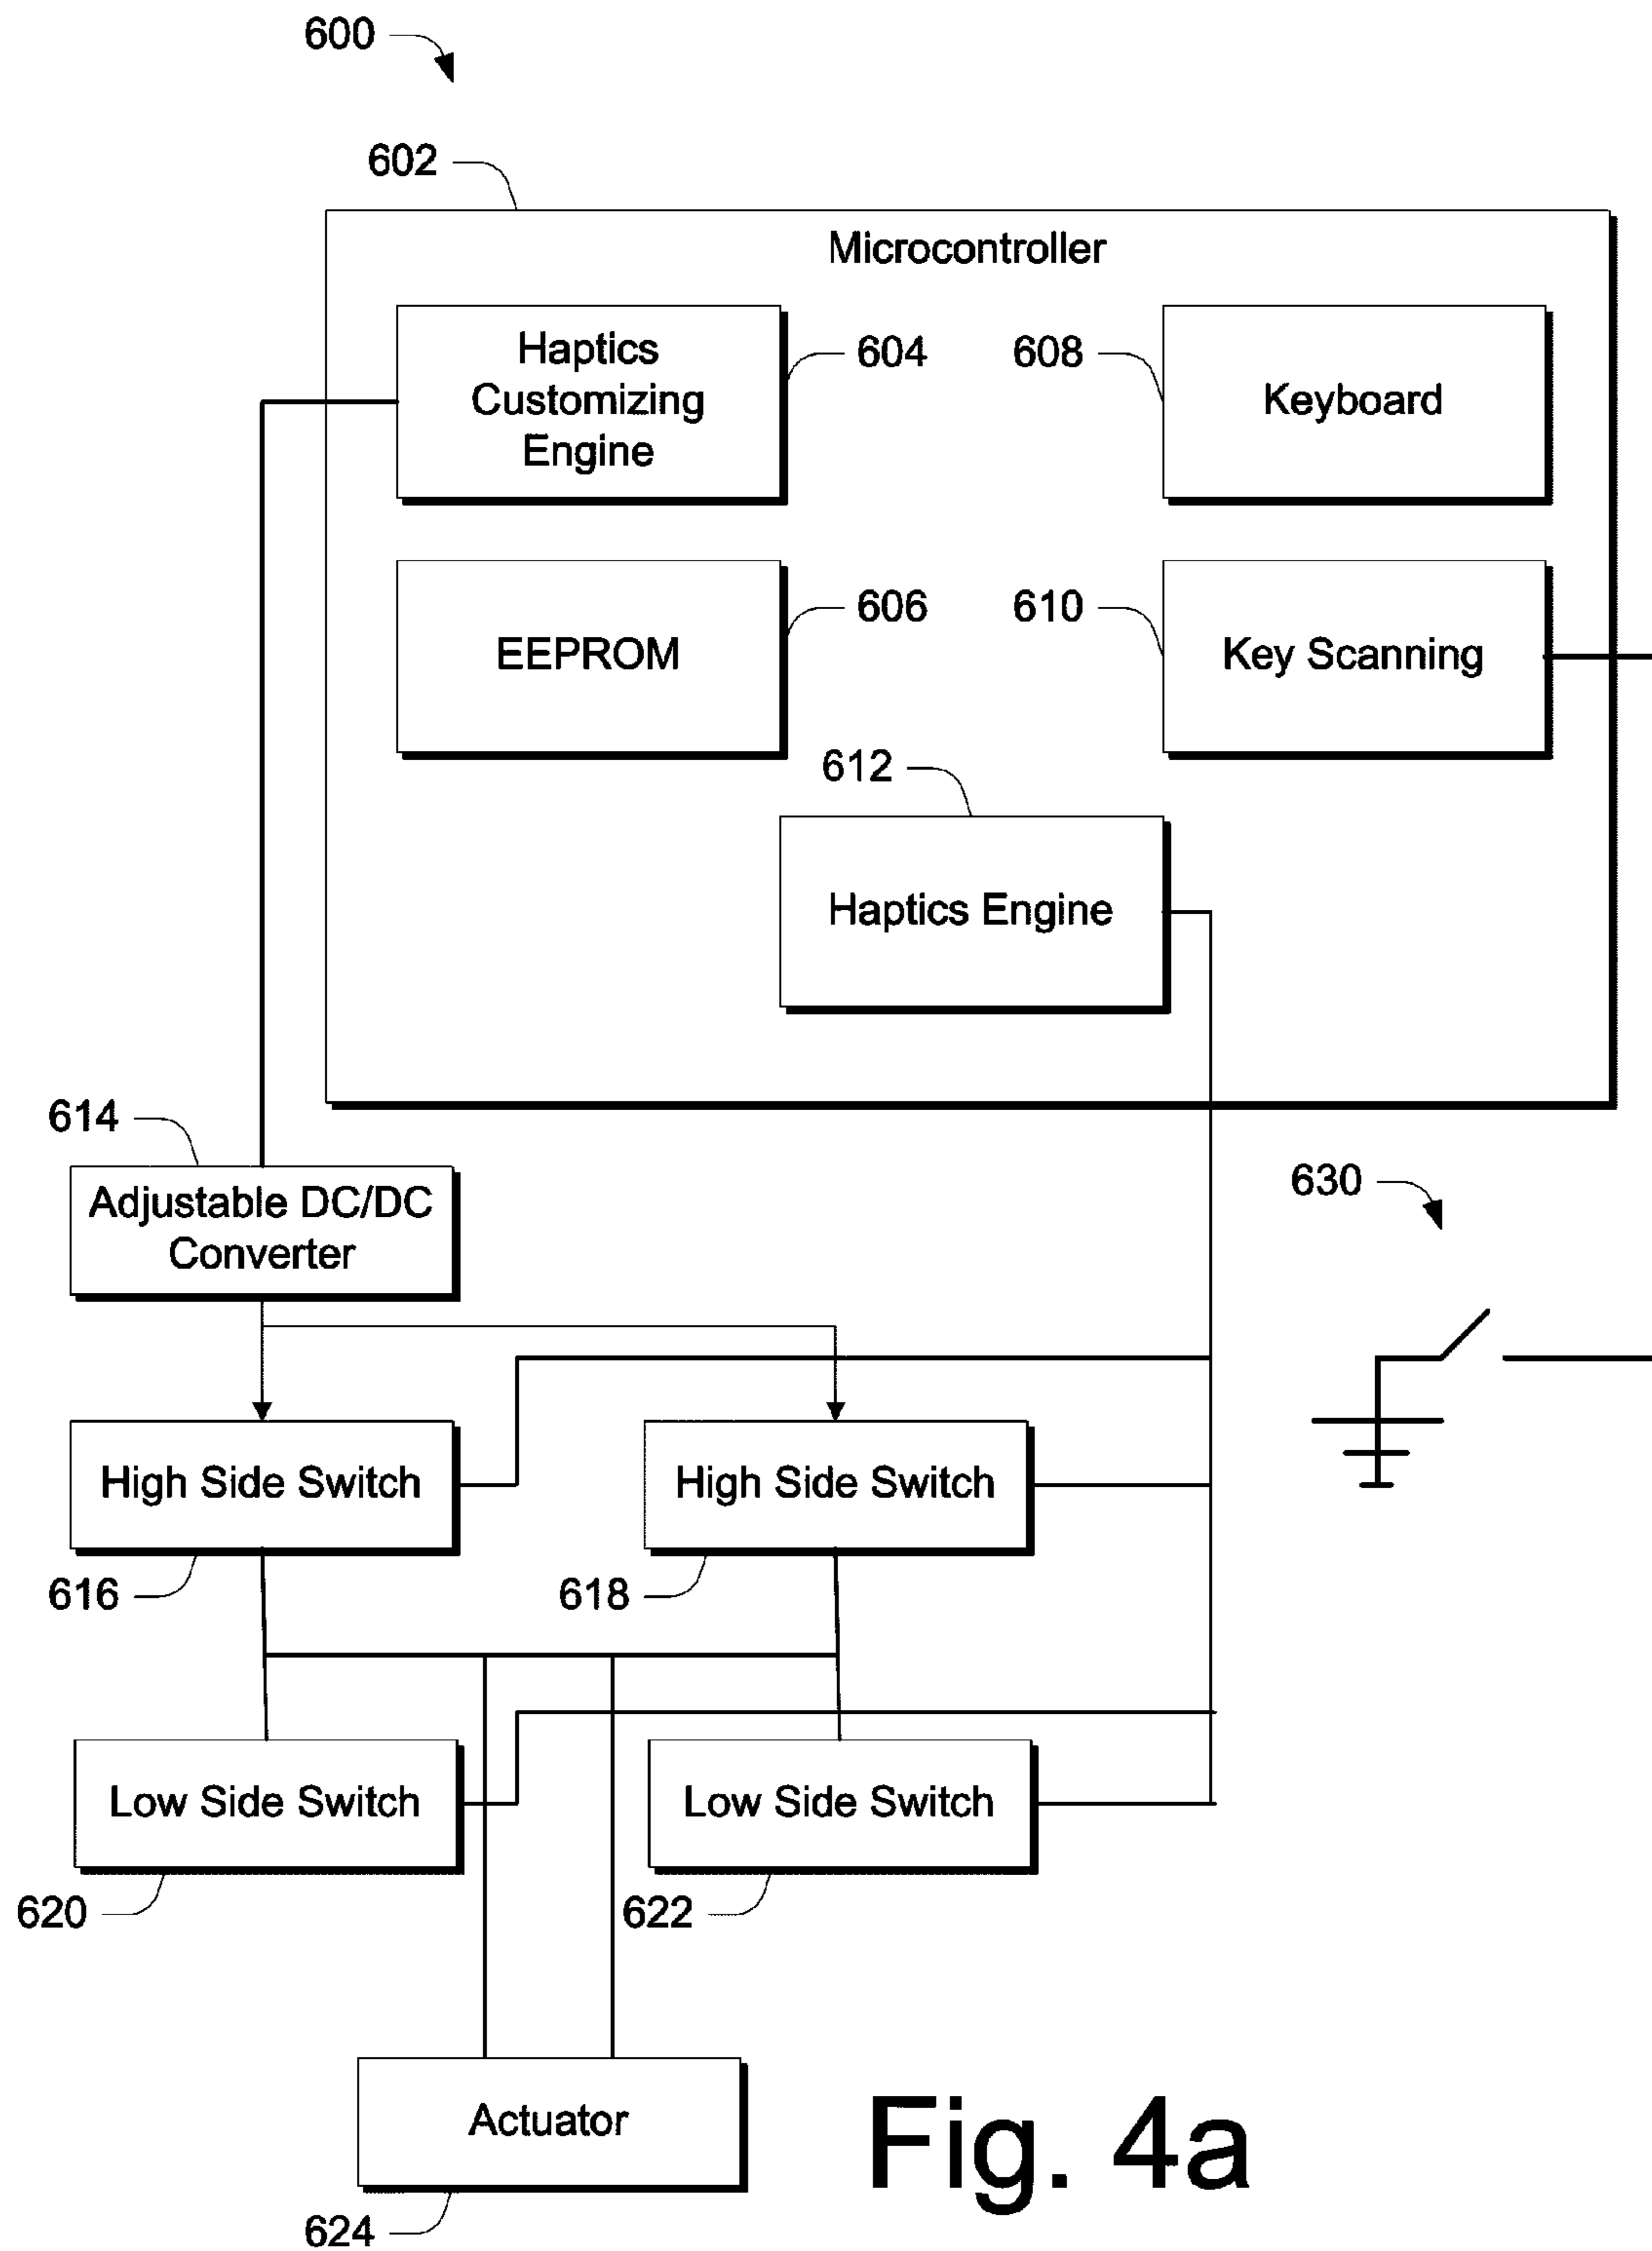 600
602
Microcontroller
Haptics
Customizing
Engine
604
608
Keyboard
EEPROM
606
610
Key Scanning
612
Haptics Engine
614
Adjustable DC/DC
Converter
630
High Side Switch
High Side Switch
616
618
Low Side Switch
Low Side Switch
620
622
Actuator
624
Fig. 4a